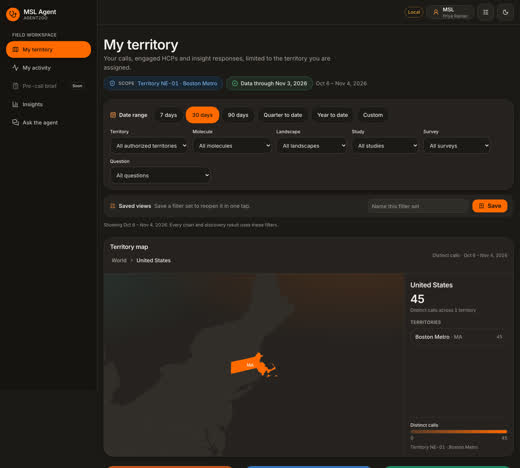 MSL Agent
AGENT2GO
Local
MSL
Priya Raman
FIELD WORKSPACE
My territory
My activity
Pre-call brief
Soon
Insights
Ask the agent
My territory
Your calls, engaged HCPs and insight responses, limited to the territory you are
assigned.
SCOPE Territory NE-01 · Boston Metro
Data through Nov 3, 2026
Oct 6 – Nov 4, 2026
Date range
7 days
30 days
90 days
Quarter to date
Year to date
Custom
Territory
Molecule
Landscape
Study
Survey
All authorized territories
All molecules
All landscapes
All studies
All surveys
Question
All questions
Saved views Save a filter set to reopen it in one tap.
Name this filter set
Save
Showing Oct 6 – Nov 4, 2026. Every chart and discovery result uses these filters.
Territory map
World › United States
Distinct calls · Oct 6 – Nov 4, 2026
MA
United States
45
Distinct calls across 1 territory
TERRITORIES
Boston Metro · MA 45
Distinct calls
0 45
Territory NE-01 · Boston Metro